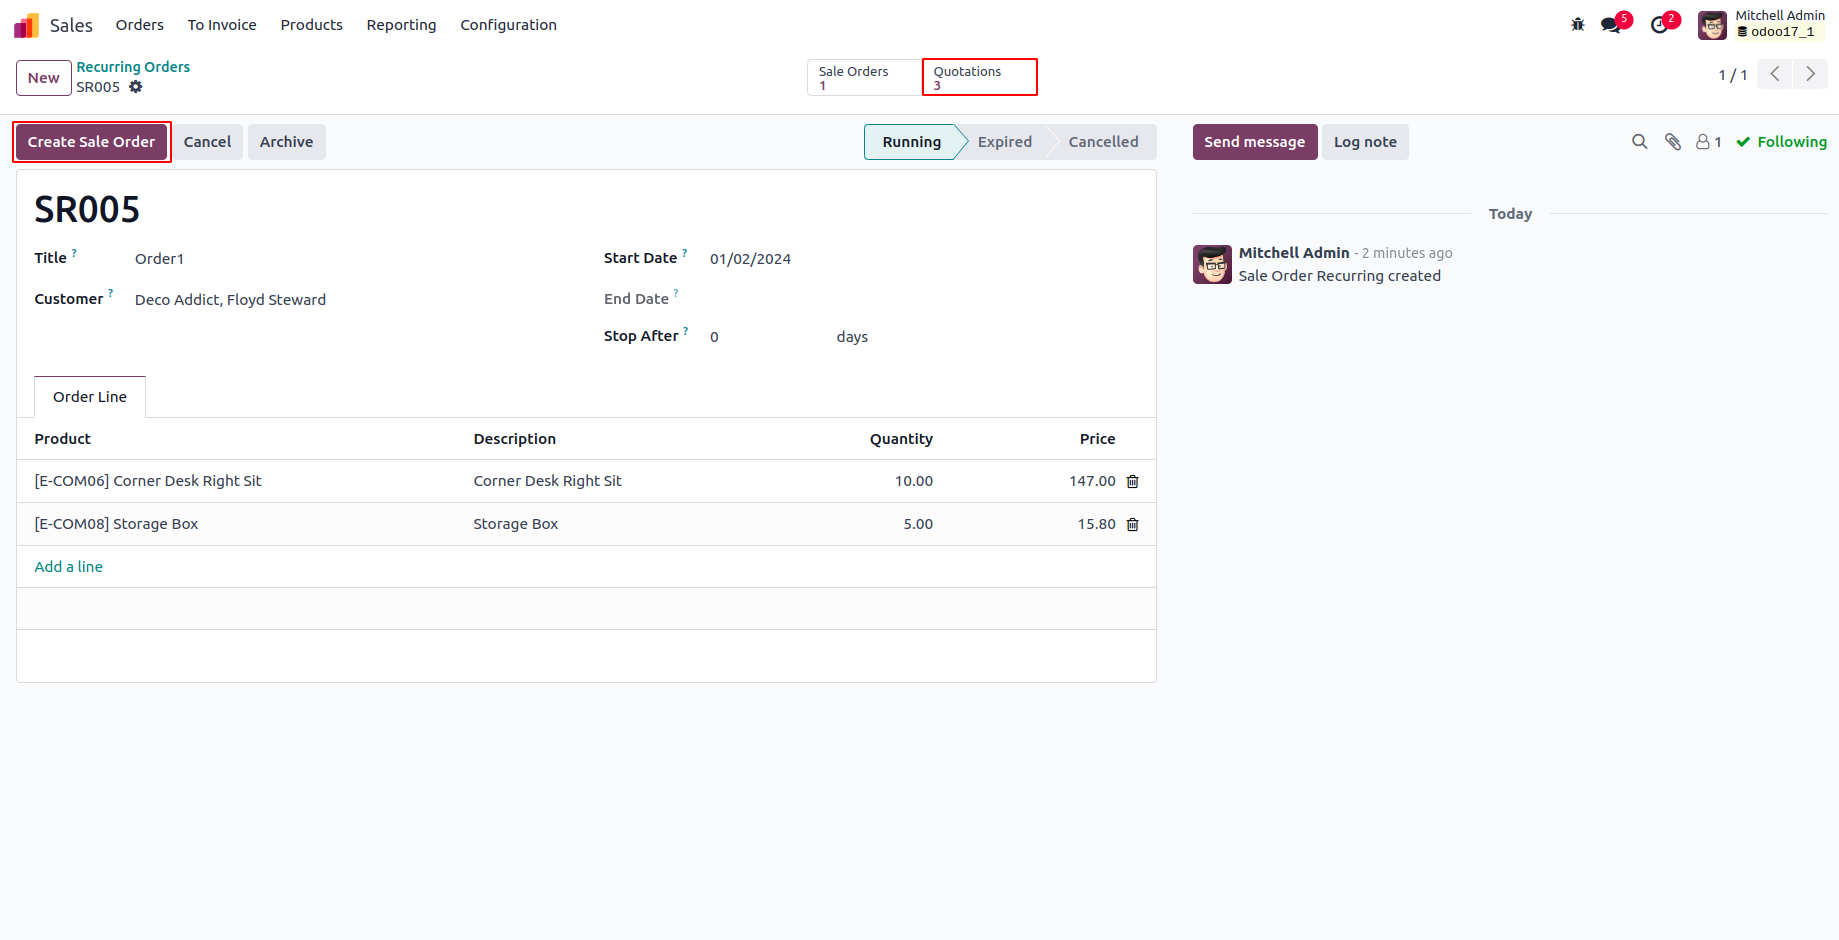 Sales Orders To Invoice Products Reporting Configuration 5 2 Mitchell Admin
odoo17_1
New Recurring Orders Sale Orders Quotations 1 / 1
SR005 1 3
Create Sale Order Cancel Archive Running Expired Cancelled Send message Log note 1 Following
SR005
Today
Title ? Order1 Start Date ? 01/02/2024
Mitchell Admin - 2 minutes ago
Sale Order Recurring created
Customer ? Deco Addict, Floyd Steward End Date ?
Stop After ? 0 days
Order Line
Product Description Quantity Price
[E-COM06] Corner Desk Right Sit Corner Desk Right Sit 10.00 147.00
[E-COM08] Storage Box Storage Box 5.00 15.80
Add a line